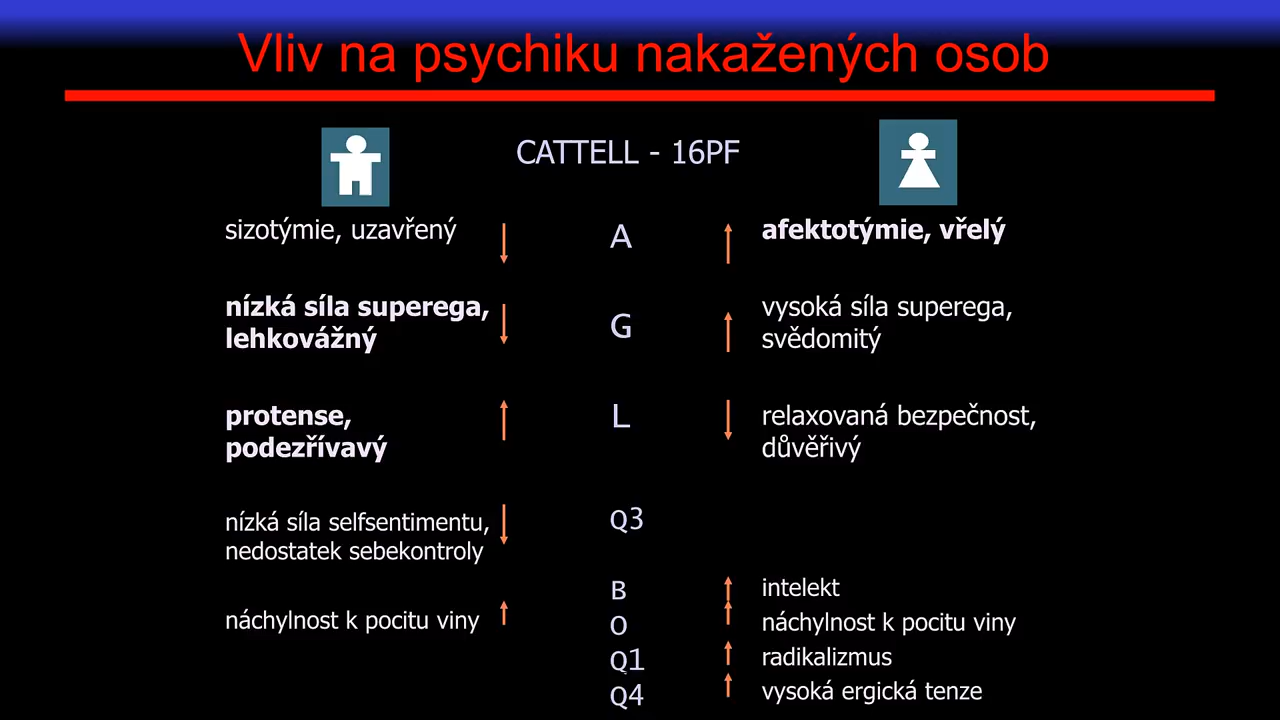 Vliv na psychiku nakažených osob
CATTELL - 16PF
sizotýmie, uzavřený
A
afektotýmie, vřelý
nízká síla superega,
lehkovážný
G
vysoká síla superega,
svědomitý
protense,
podezřívavý
L
relaxovaná bezpečnost,
důvěřivý
nízká síla selfsentimentu,
nedostatek sebekontroly
Q3
B
intelekt
náchylnost k pocitu viny
O
náchylnost k pocitu viny
Q1
radikalizmus
Q4
vysoká ergická tenze